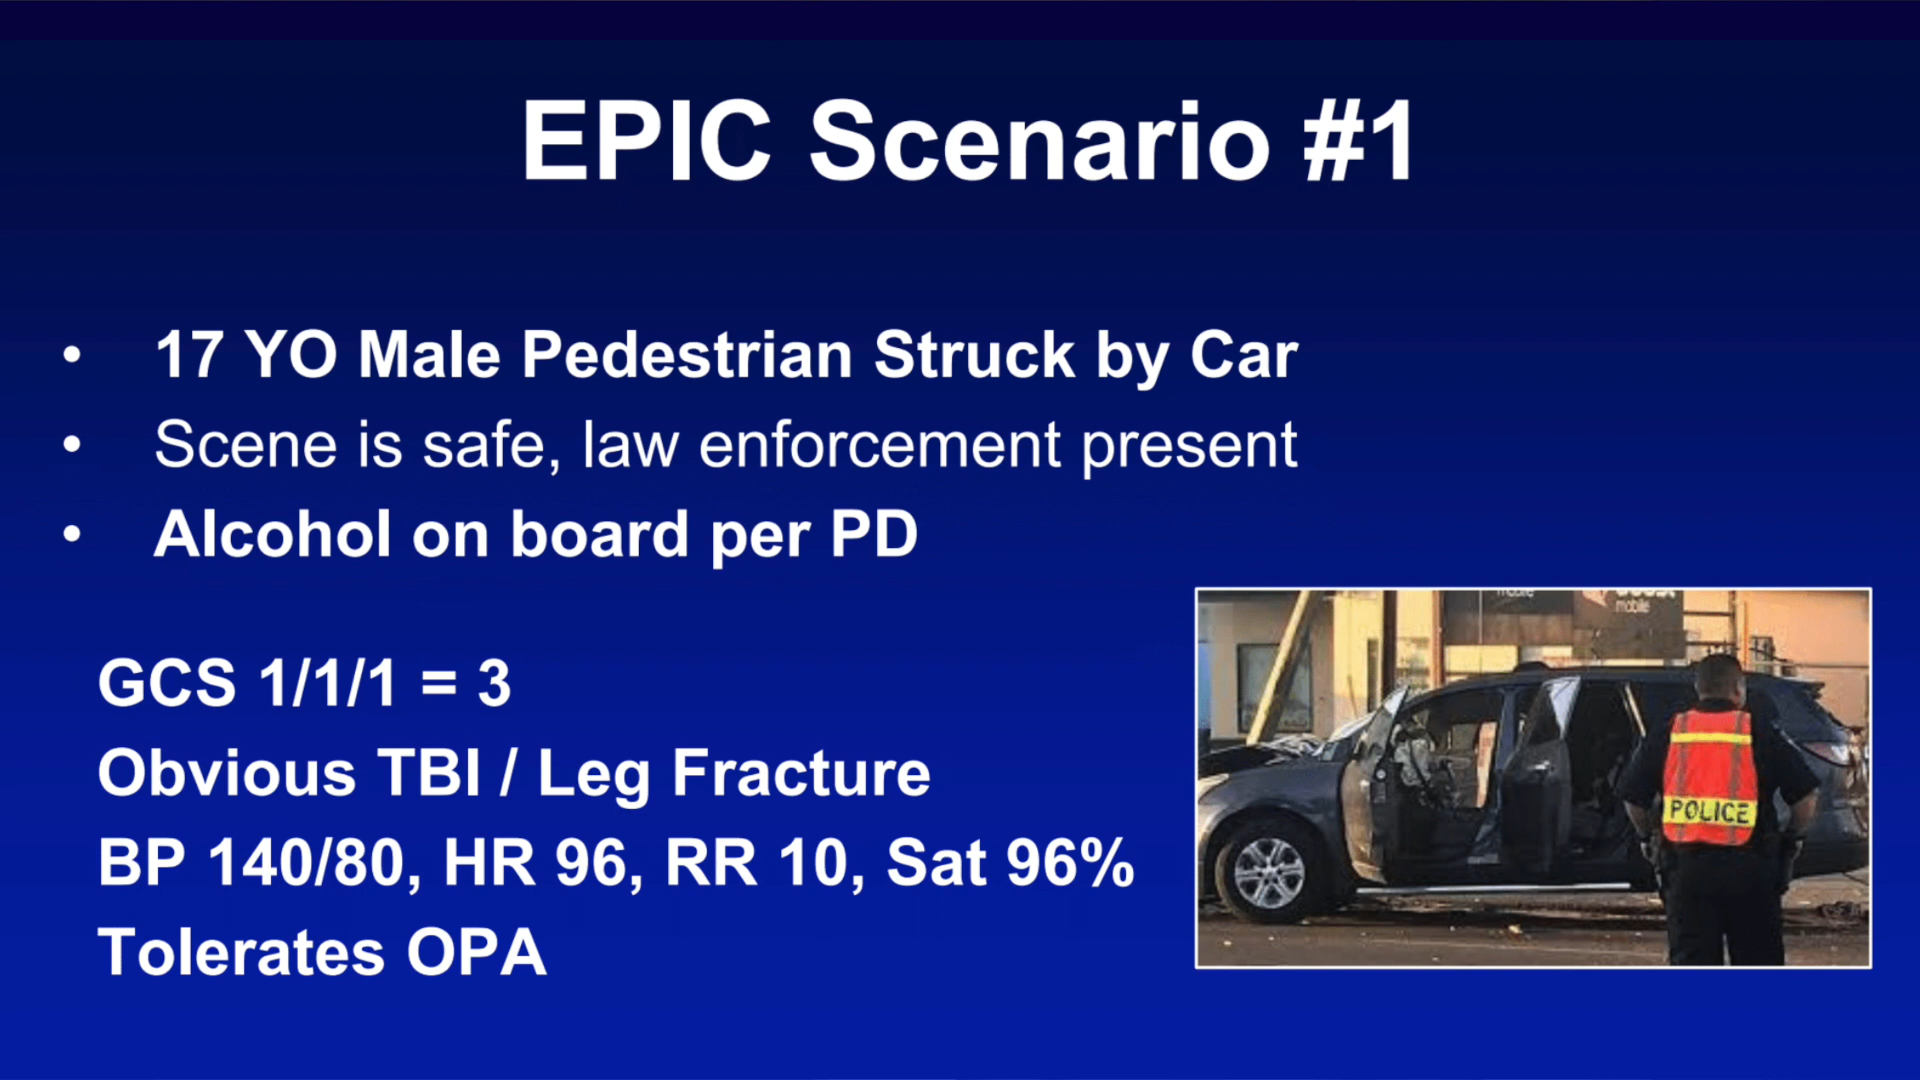 EPIC Scenario #1
• 17 YO Male Pedestrian Struck by Car
• Scene is safe, law enforcement present
• Alcohol on board per PD
GCS 1/1/1 = 3
Obvious TBI / Leg Fracture
BP 140/80, HR 96, RR 10, Sat 96%
Tolerates OPA
mobile
mobile
POLICE